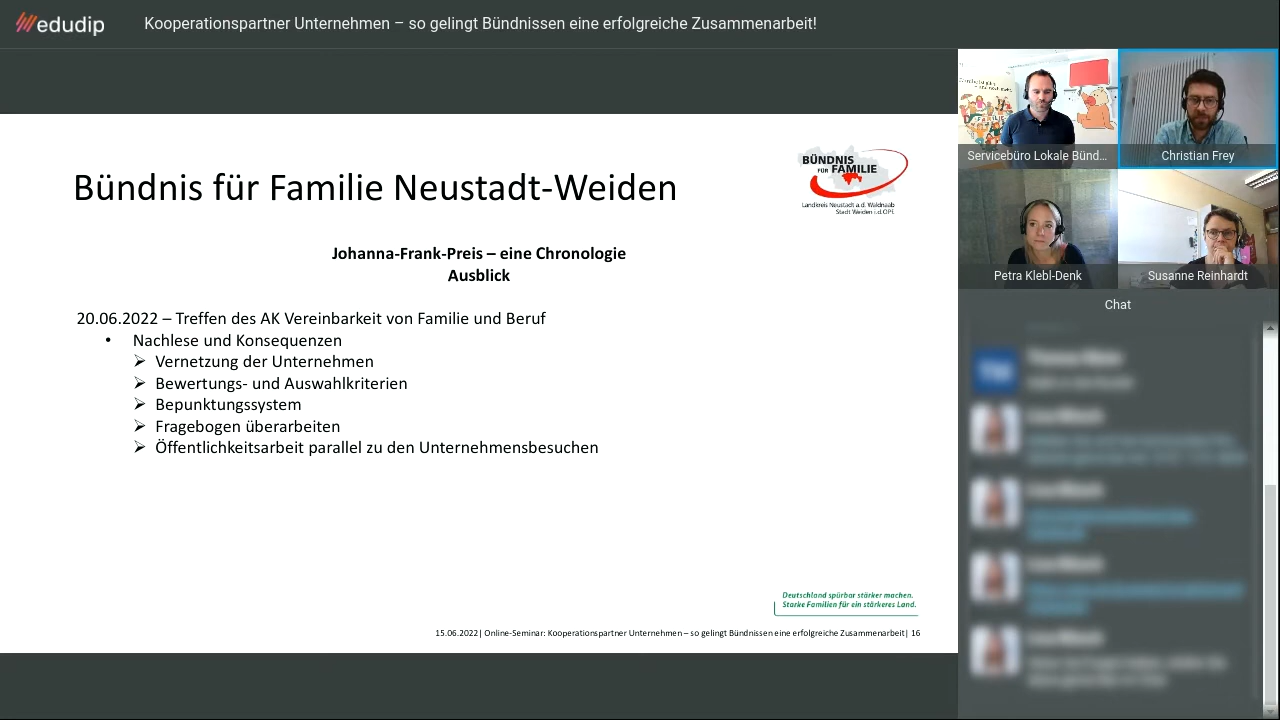 edudip
Kooperationspartner Unternehmen – so gelingt Bündnissen eine erfolgreiche Zusammenarbeit!
Bündnis für Familie Neustadt-Weiden
BÜNDNIS
FÜR FAMILIE
Landkreis Neustadt a.d. Waldnaab
Stadt Weiden i.d.OPf.
Johanna-Frank-Preis – eine Chronologie
Ausblick
20.06.2022 – Treffen des AK Vereinbarkeit von Familie und Beruf
• Nachlese und Konsequenzen
➢ Vernetzung der Unternehmen
➢ Bewertungs- und Auswahlkriterien
➢ Bepunktungssystem
➢ Fragebogen überarbeiten
➢ Öffentlichkeitsarbeit parallel zu den Unternehmensbesuchen
Deutschland spürbar stärker machen.
Starke Familien für ein stärkeres Land.
15.06.2022| Online-Seminar: Kooperationspartner Unternehmen – so gelingt Bündnissen eine erfolgreiche Zusammenarbeit| 16
Servicebüro Lokale Bünd...
Christian Frey
Petra Klebl-Denk
Susanne Reinhardt
Chat